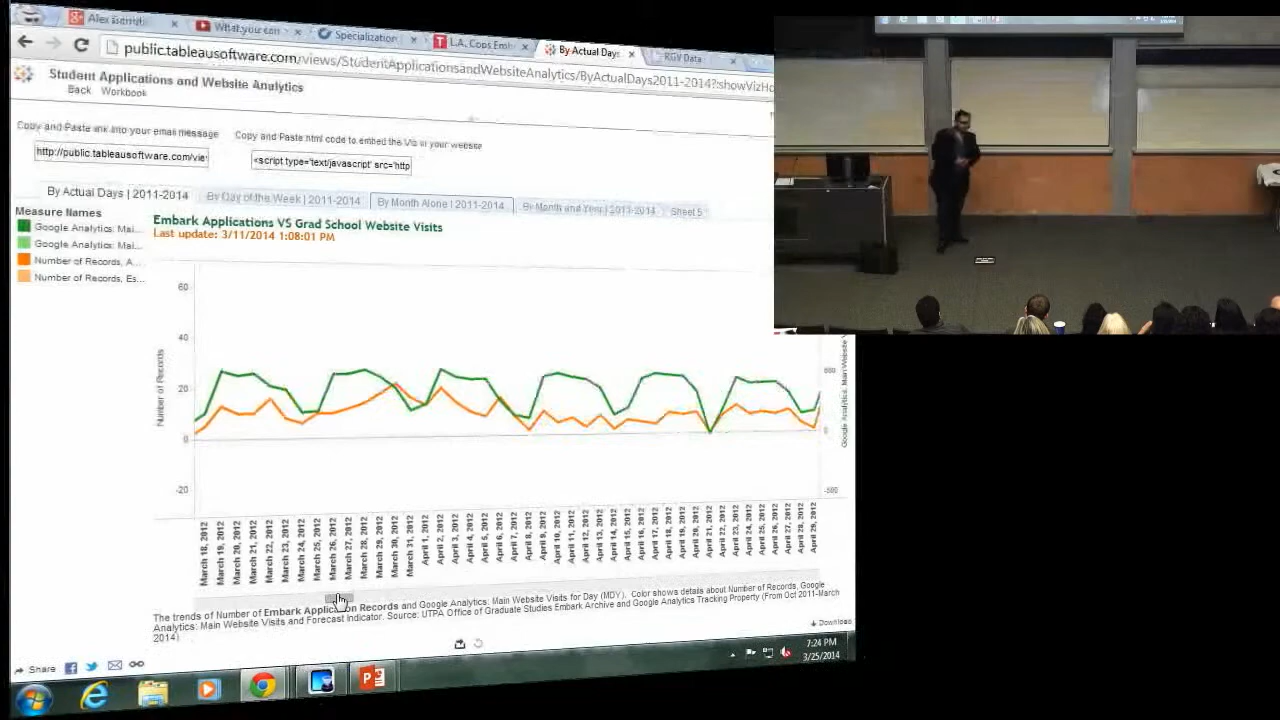 What you can
Specialization
L.A. Cops Emb
By Actual Days
RGV Data
public.tableausoftware.com/views/StudentApplicationsandWebsiteAnalytics/ByActualDays2011-2014?:showVizHo
Student Applications and Website Analytics
Back Workbook
Copy and Paste link into your email message
Copy and Paste html code to embed the Viz in your website
http://public.tableausoftware.com/vie
<script type='text/javascript' src='http
By Actual Days | 2011-2014
By Day of the Week | 2011-2014
By Month Alone | 2011-2014
By Month and Year | 2011-2014
Sheet 5
Measure Names
Google Analytics: Mai...
Google Analytics: Mai...
Number of Records, A...
Number of Records, Es...
Embark Applications VS Grad School Website Visits
Last update: 3/11/2014 1:08:01 PM
60
40
20
0
-20
Number of Records
500
0
-500
Google Analytics: Main Website V
March 18, 2012
March 19, 2012
March 20, 2012
March 21, 2012
March 22, 2012
March 23, 2012
March 24, 2012
March 25, 2012
March 26, 2012
March 27, 2012
March 28, 2012
March 29, 2012
March 30, 2012
March 31, 2012
April 1, 2012
April 2, 2012
April 3, 2012
April 4, 2012
April 5, 2012
April 6, 2012
April 7, 2012
April 8, 2012
April 9, 2012
April 10, 2012
April 11, 2012
April 12, 2012
April 13, 2012
April 14, 2012
April 15, 2012
April 16, 2012
April 17, 2012
April 18, 2012
April 19, 2012
April 20, 2012
April 21, 2012
April 22, 2012
April 23, 2012
April 24, 2012
April 25, 2012
April 26, 2012
April 27, 2012
April 28, 2012
April 29, 2012
The trends of Number of Embark Application Records and Google Analytics: Main Website Visits for Day (MDY). Color shows details about Number of Records, Google
Analytics: Main Website Visits and Forecast Indicator. Source: UTPA Office of Graduate Studies Embark Archive and Google Analytics Tracking Property (From Oct 2011-March
2014)
Download
Share
7:24 PM
3/25/2014